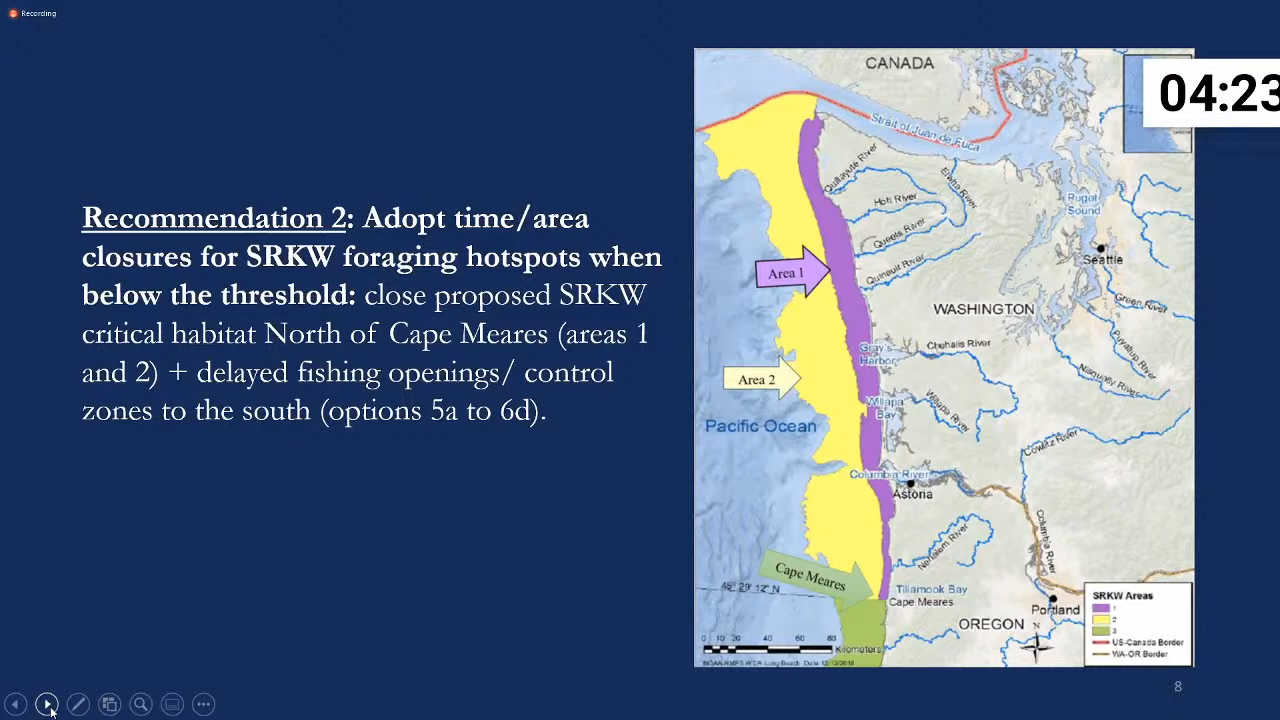 Recording
Recommendation 2: Adopt time/area
closures for SRKW foraging hotspots when
below the threshold: close proposed SRKW
critical habitat North of Cape Meares (areas 1
and 2) + delayed fishing openings/ control
zones to the south (options 5a to 6d).
CANADA
04:23
Strait of Juan de Fuca
Quillayute River
Elwha River
Hoh River
Puget
Sound
Queets River
Seattle
Quinault River
Area 1
Green River
WASHINGTON
Puyallup River
Gray's
Harbor
Chehalis River
Nisqually River
Area 2
Willapa
Bay
Willapa River
Pacific Ocean
Cowlitz River
Columbia River
Astoria
Columbia River
Nehalem River
Cape Meares
45° 29' 12" N
Tillamook Bay
Cape Meares
Portland
OREGON
N
SRKW Areas
1
2
3
US-Canada Border
WA-OR Border
0 10 20 40 60 80
Kilometers
NOAA-NMFS-WCR, Long Beach, Date: 12/12/2018
8